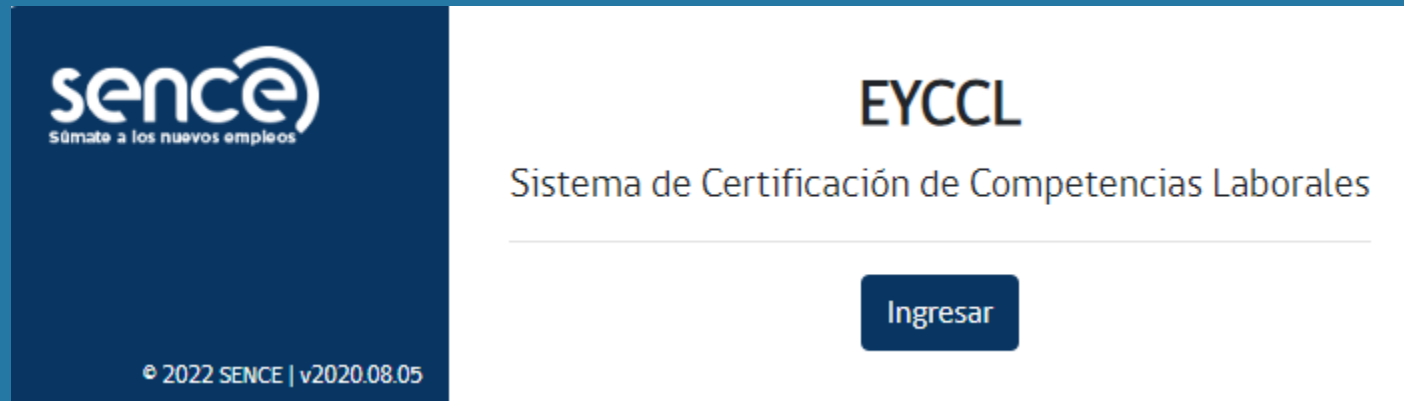 sence
Súmate a los nuevos empleos
© 2022 SENCE | v2020.08.05
EYCCL
Sistema de Certificación de Competencias Laborales
Ingresar